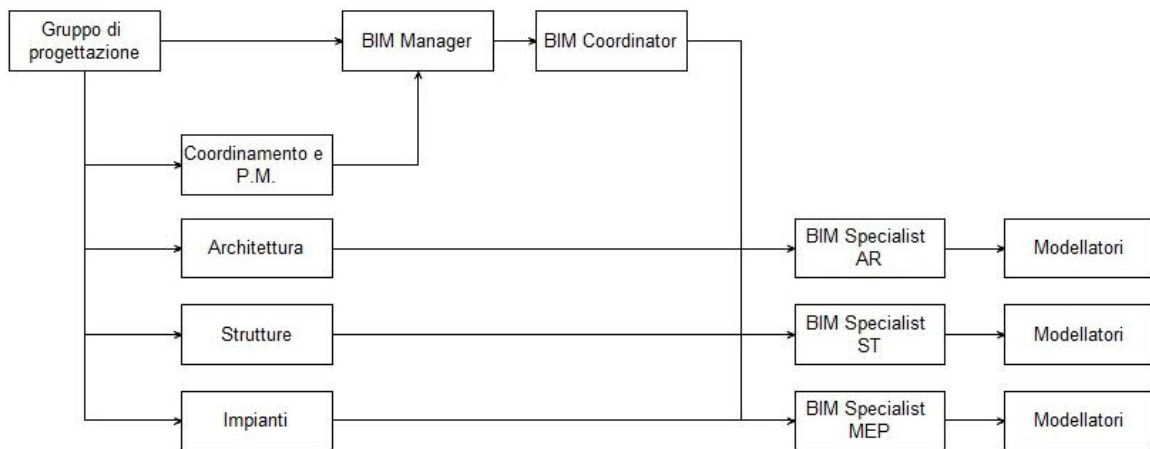 Gruppo di
progettazione
BIM Manager
BIM Coordinator
Coordinamento e
P.M.
Architettura
BIM Specialist
AR
Modellatori
Strutture
BIM Specialist
ST
Modellatori
Impianti
BIM Specialist
MEP
Modellatori